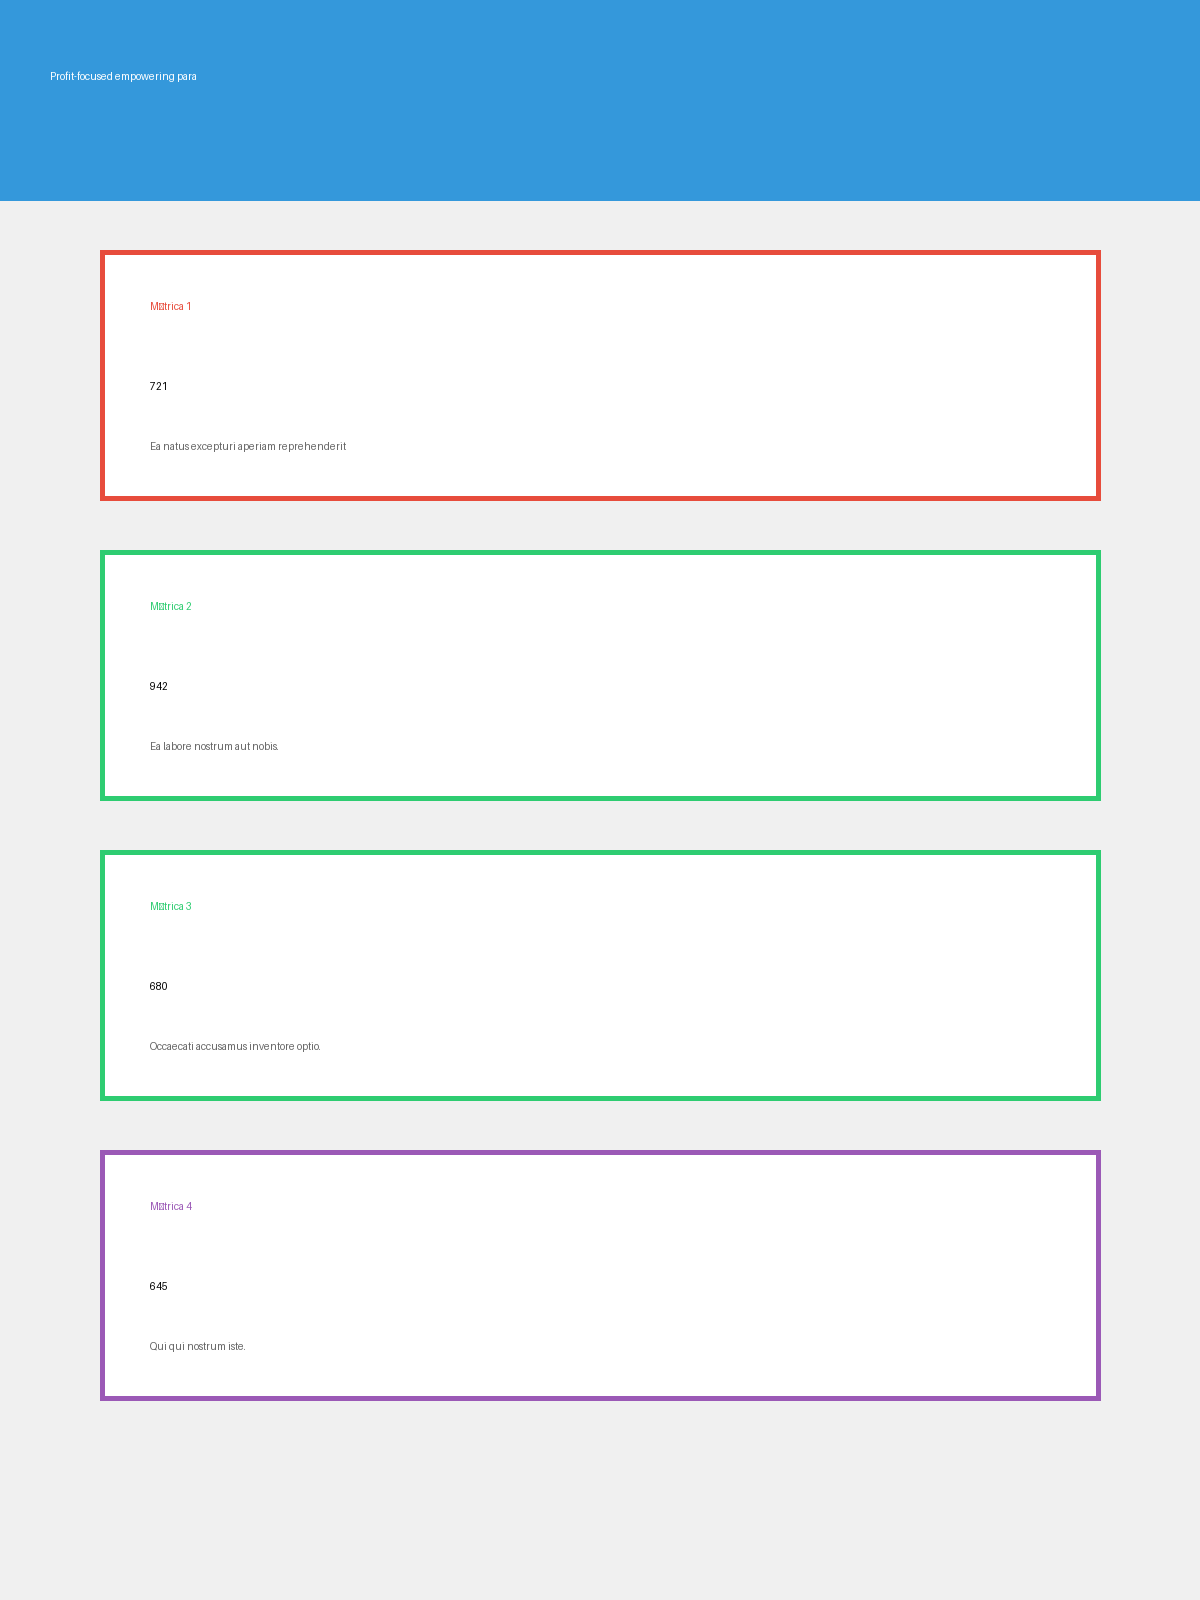 Profit-focused empowering para
M▯trica 1
721
Ea natus excepturi aperiam reprehenderit
M▯trica 2
942
Ea labore nostrum aut nobis.
M▯trica 3
680
Occaecati accusamus inventore optio.
M▯trica 4
645
Qui qui nostrum iste.